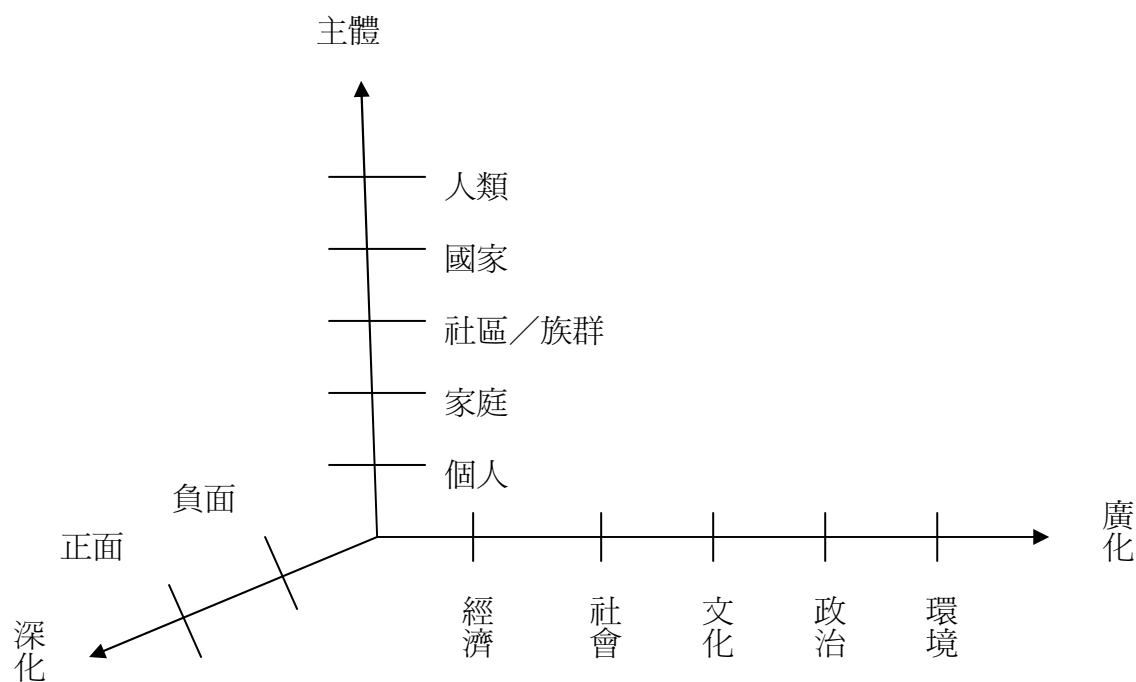 主體
人類
國家
社區／族群
家庭
個人
負面
正面
深化
經濟
社會
文化
政治
環境
廣化